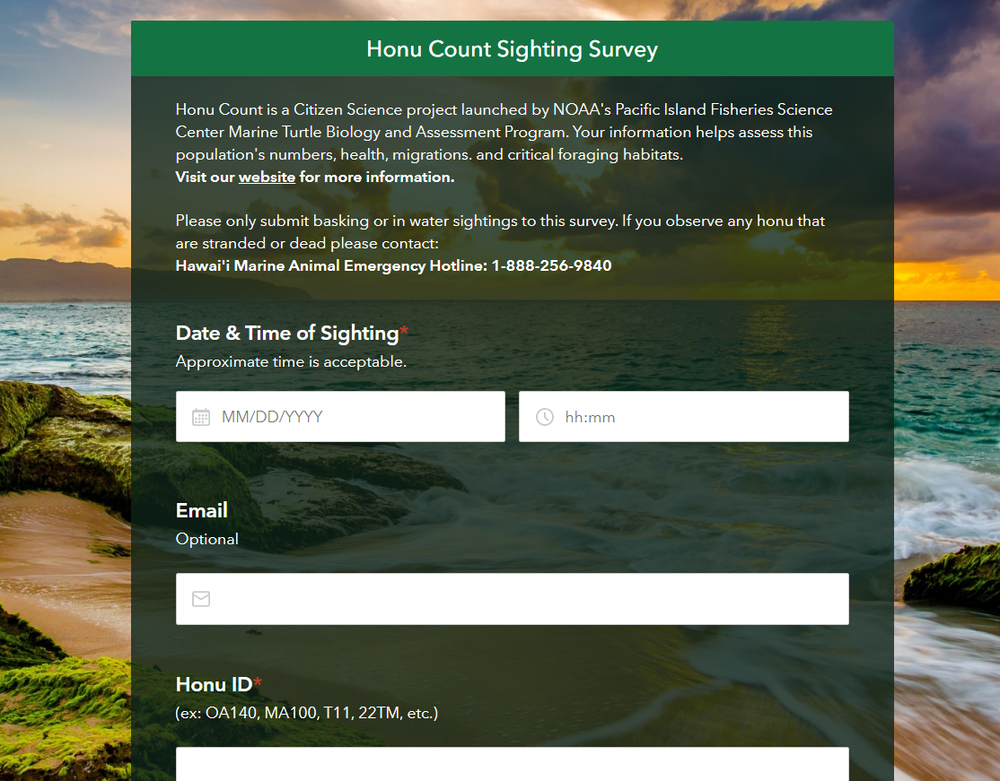 Honu Count Sighting Survey
Honu Count is a Citizen Science project launched by NOAA's Pacific Island Fisheries Science
Center Marine Turtle Biology and Assessment Program. Your information helps assess this
population's numbers, health, migrations. and critical foraging habitats.
Visit our website for more information.
Please only submit basking or in water sightings to this survey. If you observe any honu that
are stranded or dead please contact:
Hawai'i Marine Animal Emergency Hotline: 1-888-256-9840
Date & Time of Sighting*
Approximate time is acceptable.
MM/DD/YYYY hh:mm
Email
Optional
Honu ID*
(ex: OA140, MA100, T11, 22TM, etc.)